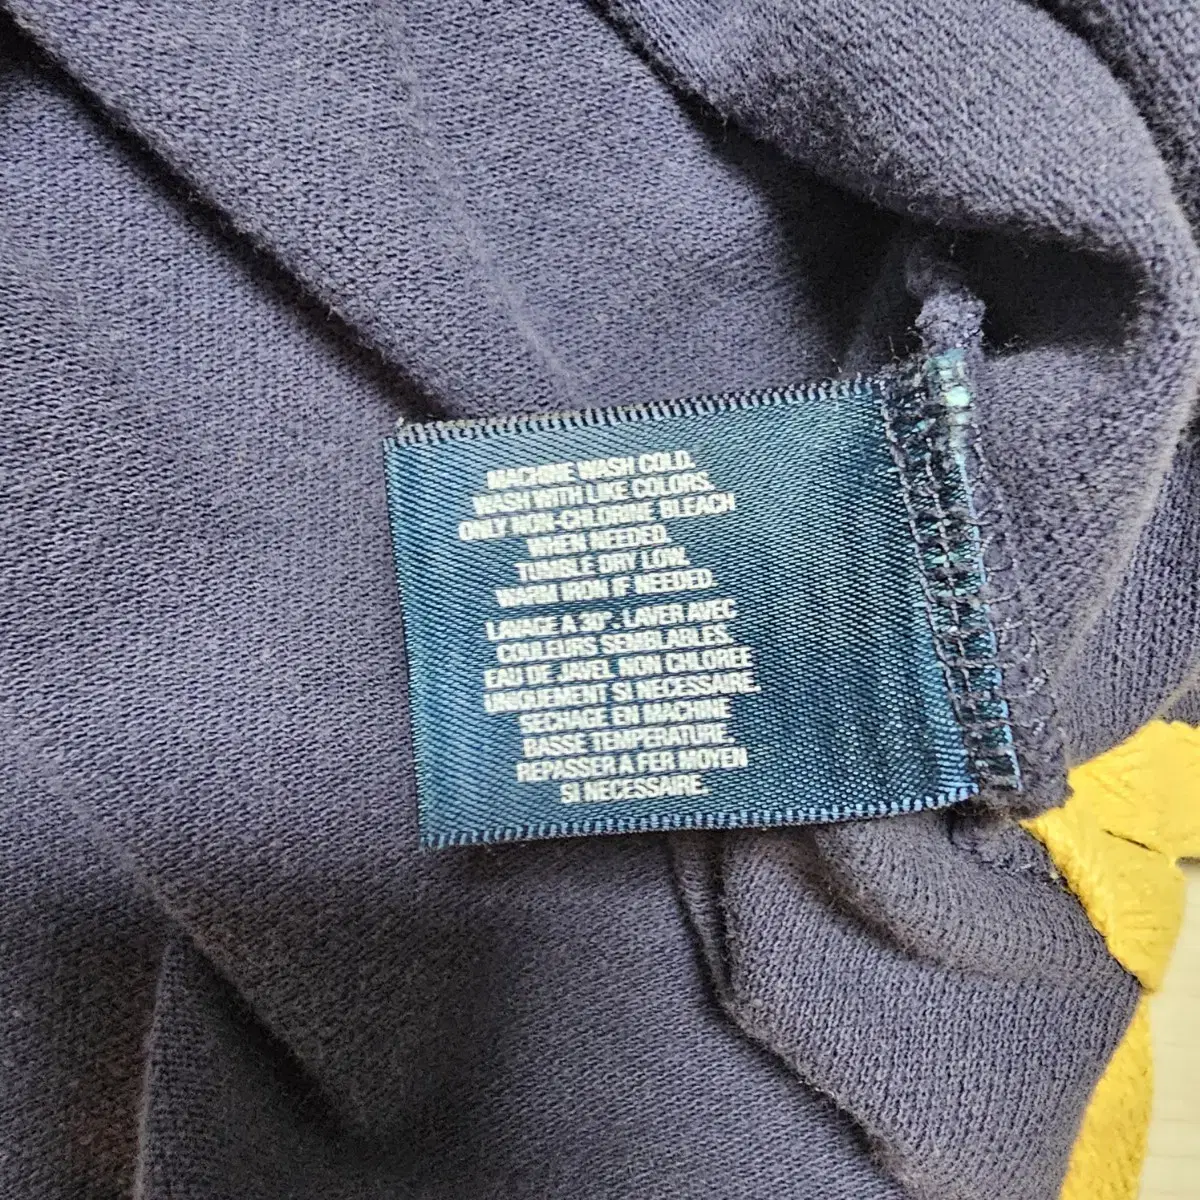 MACHINE WASH COLD.
WASH WITH LIKE COLORS.
ONLY NON-CHLORINE BLEACH
WHEN NEEDED.
TUMBLE DRY LOW.
WARM IRON IF NEEDED.
LAVAGE A 30°. LAVER AVEC
COULEURS SEMBLABLES.
EAU DE JAVEL NON CHLOREE
UNIQUEMENT SI NECESSAIRE.
SECHAGE EN MACHINE
BASSE TEMPERATURE.
REPASSER A FER MOYEN
SI NECESSAIRE.